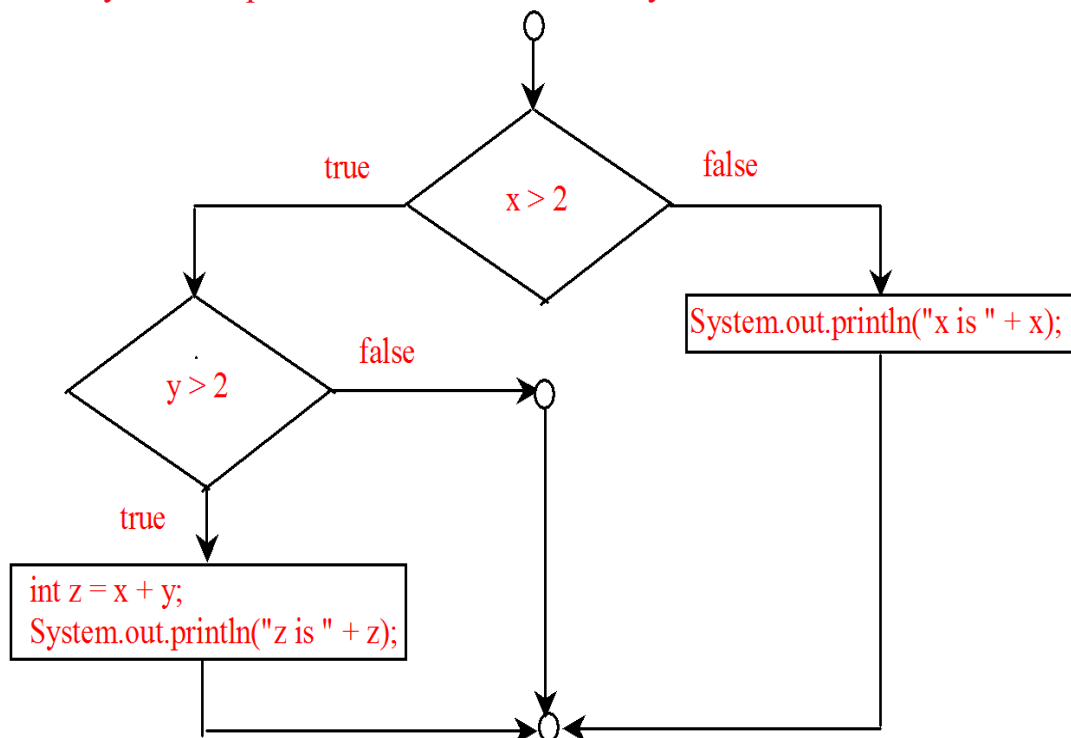 true
false
x > 2
System.out.println("x is " + x);
false
y > 2
true
int z = x + y;
System.out.println("z is " + z);